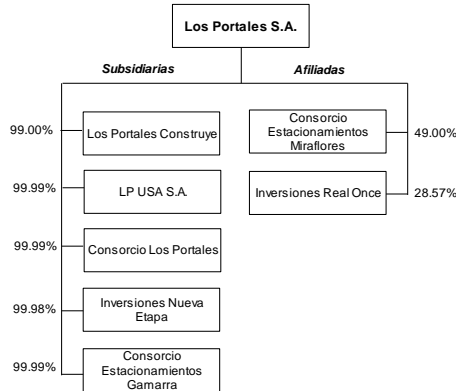 Los Portales S.A.
Subsidiarias
Afiliadas
99.00%
Los Portales Construye
99.99%
LP USA S.A.
99.99%
Consorcio Los Portales
99.98%
Inversiones Nueva
Etapa
99.99%
Consorcio
Estacionamientos
Gamarra
Consorcio
Estacionamientos
Miraflores
49.00%
Inversiones Real Once
28.57%